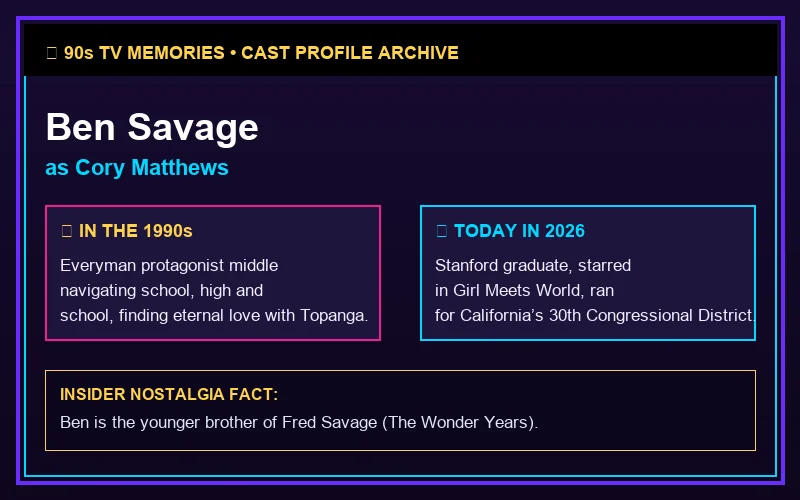 90s TV MEMORIES • CAST PROFILE ARCHIVE
Ben Savage
as Cory Matthews
IN THE 1990s
Everyman protagonist middle
navigating school, high and
school, finding eternal love with Topanga.
TODAY IN 2026
Stanford graduate, starred
in Girl Meets World, ran
for California’s 30th Congressional District.
INSIDER NOSTALGIA FACT:
Ben is the younger brother of Fred Savage (The Wonder Years).